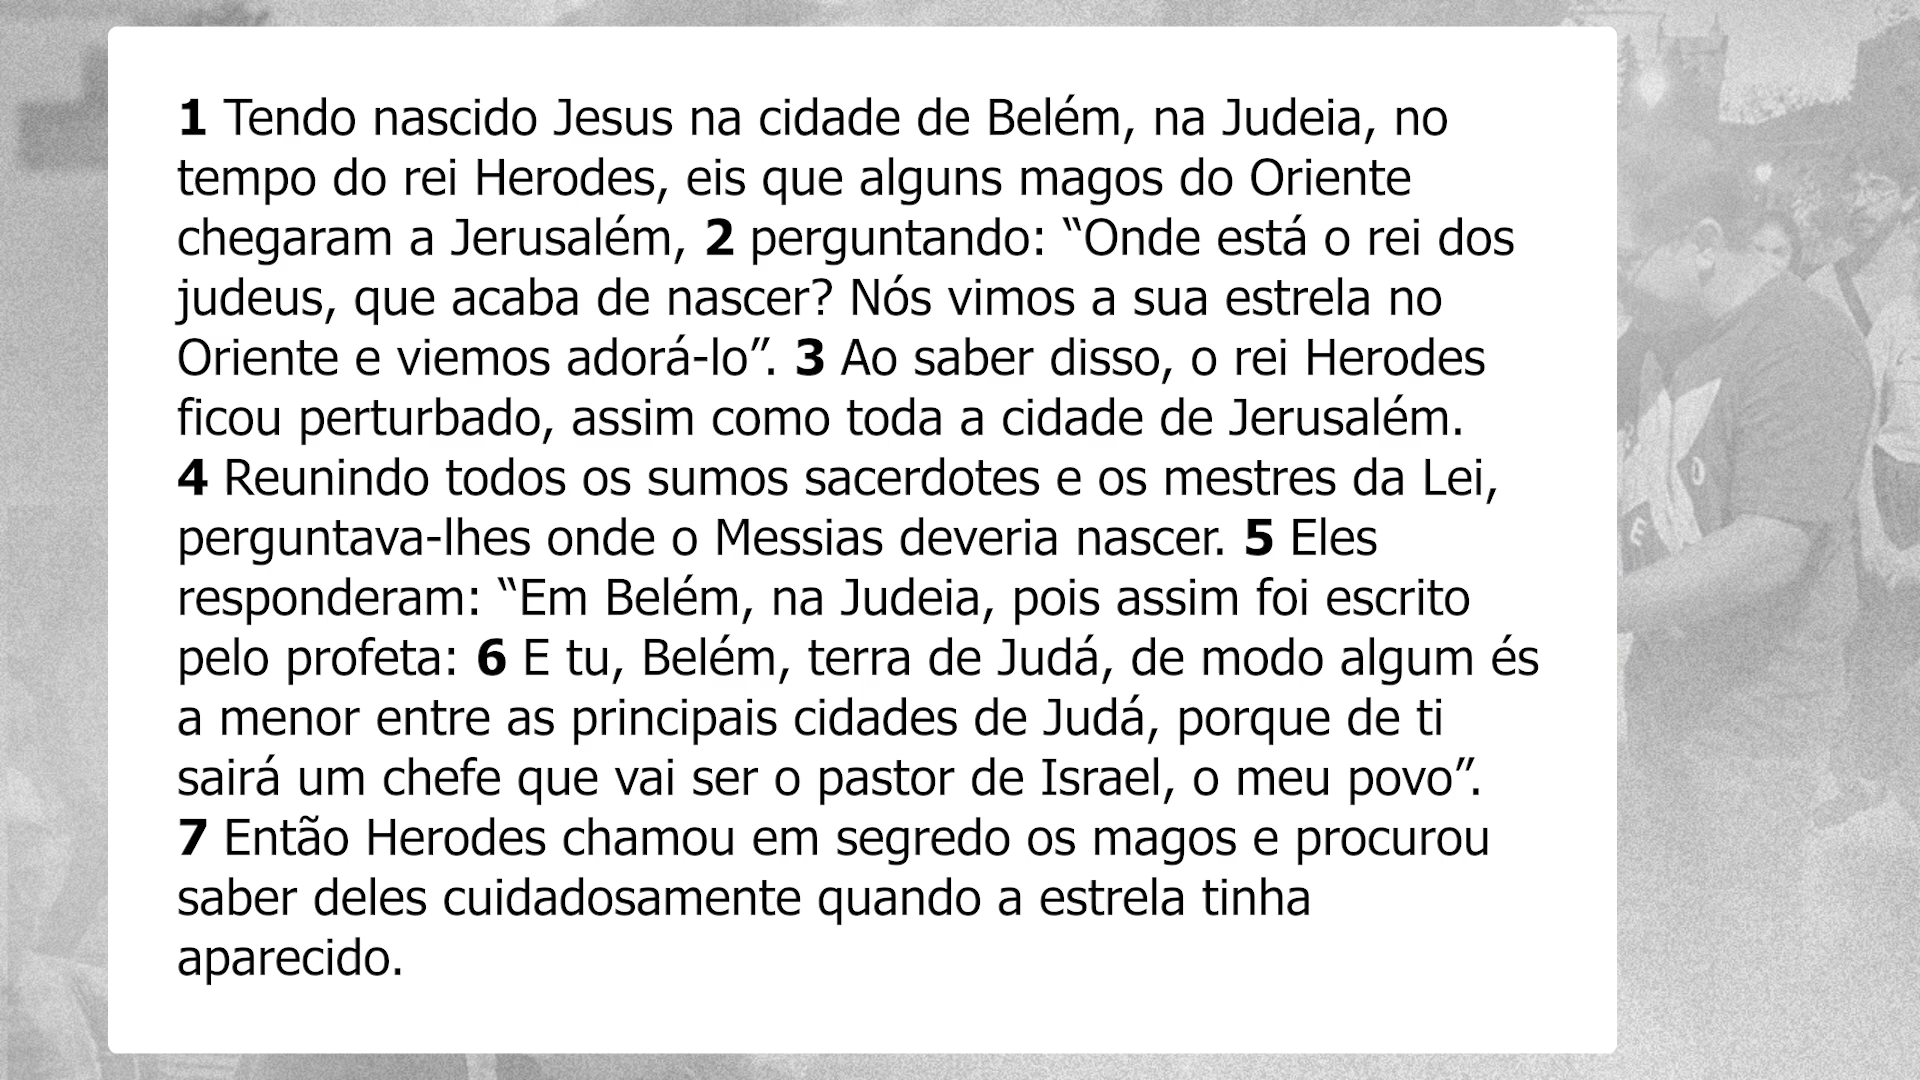 1 Tendo nascido Jesus na cidade de Belém, na Judeia, no
tempo do rei Herodes, eis que alguns magos do Oriente
chegaram a Jerusalém, 2 perguntando: “Onde está o rei dos
judeus, que acaba de nascer? Nós vimos a sua estrela no
Oriente e viemos adorá-lo”. 3 Ao saber disso, o rei Herodes
ficou perturbado, assim como toda a cidade de Jerusalém.
4 Reunindo todos os sumos sacerdotes e os mestres da Lei,
perguntava-lhes onde o Messias deveria nascer. 5 Eles
responderam: “Em Belém, na Judeia, pois assim foi escrito
pelo profeta: 6 E tu, Belém, terra de Judá, de modo algum és
a menor entre as principais cidades de Judá, porque de ti
sairá um chefe que vai ser o pastor de Israel, o meu povo”.
7 Então Herodes chamou em segredo os magos e procurou
saber deles cuidadosamente quando a estrela tinha
aparecido.